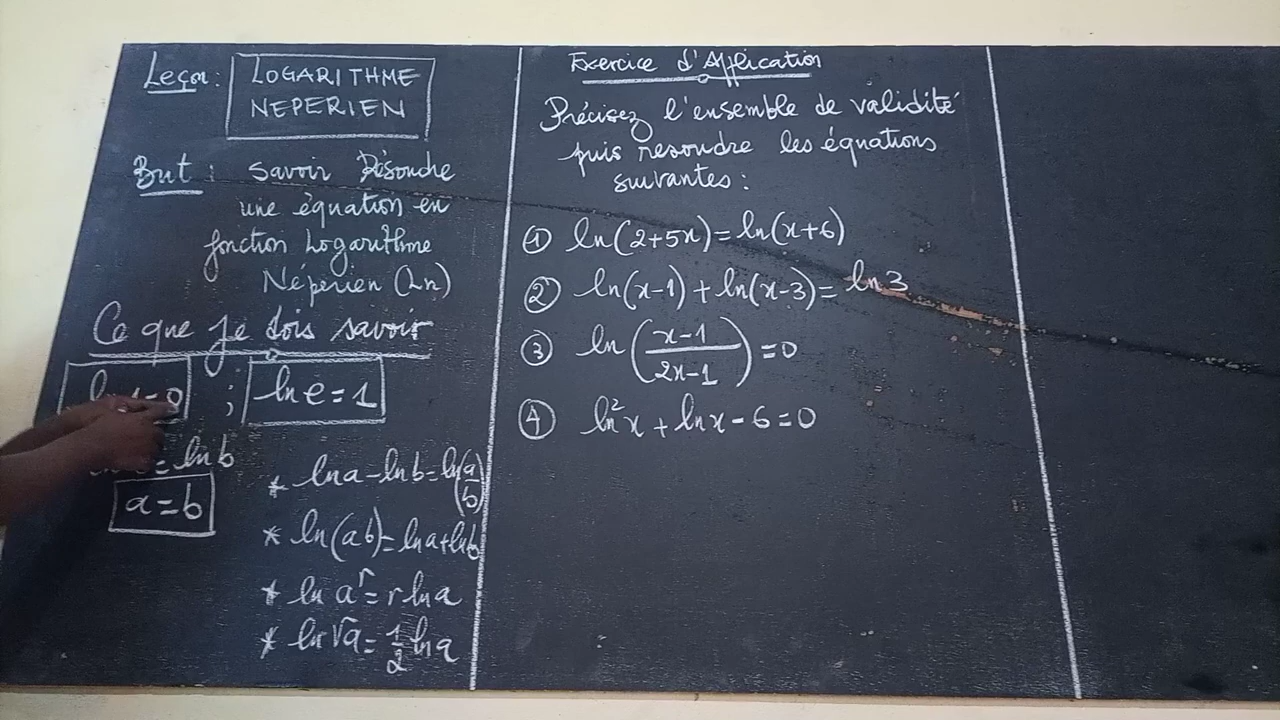 Leçon: LOGARITHME
NEPERIEN
But: savoir Résoudre
une équation en
fonction Logarithme
Népérien (Ln)
Ce que je dois savoir
=0 ; ln e = 1
= ln b
a = b
* ln a - ln b = ln(a/b)
* ln(ab) = ln a + ln b
* ln a^r = r ln a
* ln √a = 1/2 ln a
Exercice d'Application
Précisez l'ensemble de validité
puis resoudre les équations
suivantes:
① ln(2+5x) = ln(x+6)
② ln(x-1) + ln(x-3) = ln 3
③ ln((x-1)/(2x-1)) = 0
④ ln²x + ln x - 6 = 0